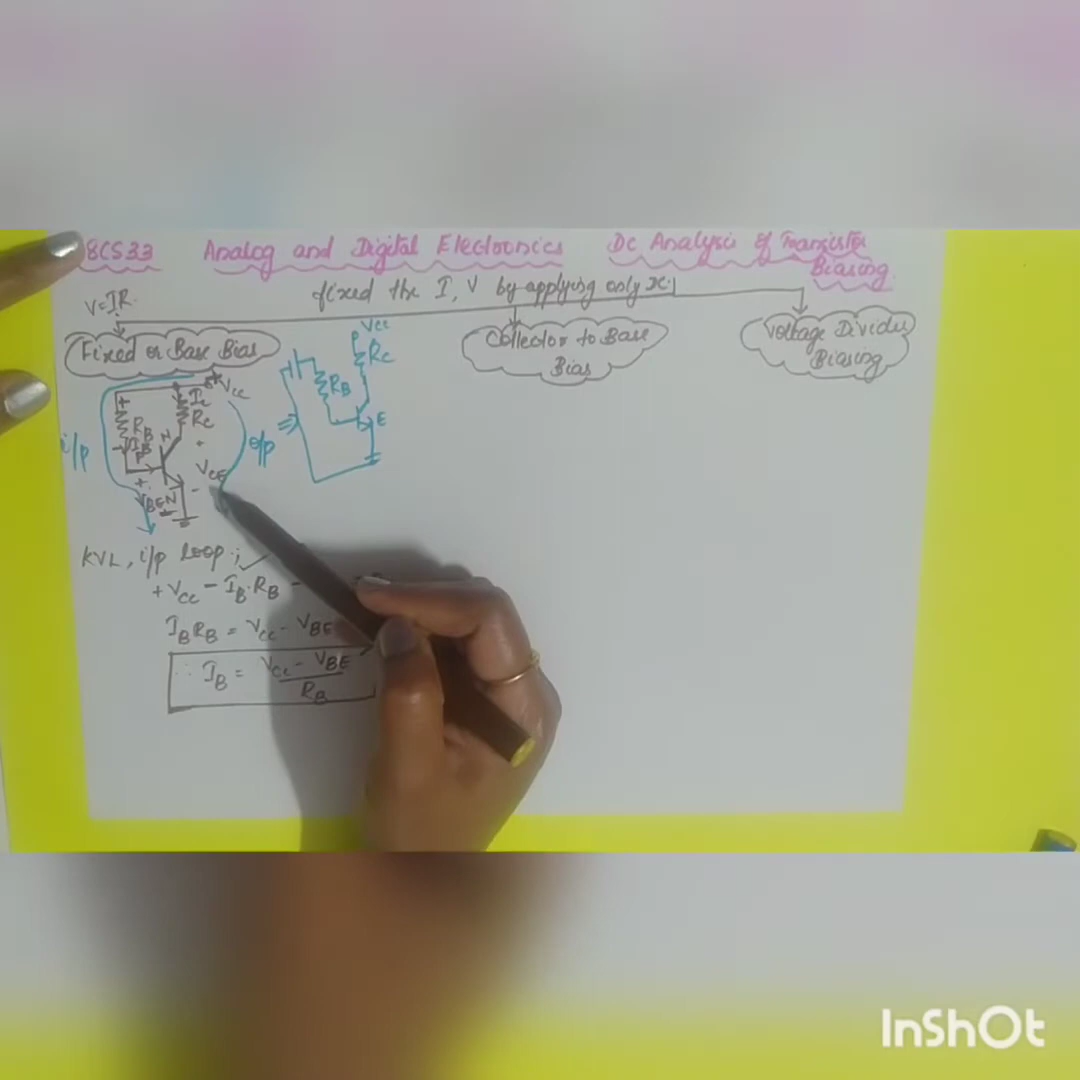 18CS33 Analog and Digital Electronics DC Analysis of Transistor
Biasing
V=IR
fixed the I, V by applying only
Fixed or Base Bias
Collector to Base
Bias
Voltage Divider
Biasing
+VCC
+
IC
RB
RC
i/p
IB
N
P
+
VCE
-
+
VBE
N
-
o/p
VCC
RC
RB
E
KVL, i/p Loop;
+ VCC - IB.RB -
IBRB = VCC - VBE
∴ IB = VCC - VBE
RB
InShOt